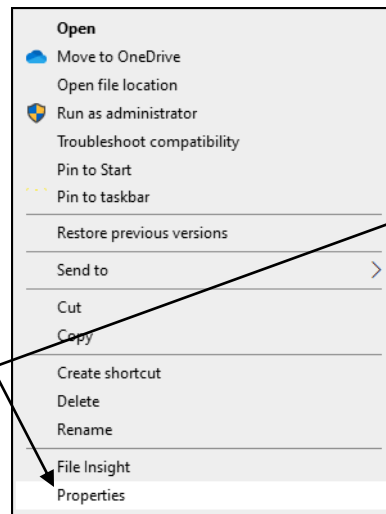 Open
Move to OneDrive
Open file location
Run as administrator
Troubleshoot compatibility
Pin to Start
Pin to taskbar
Restore previous versions
Send to
Cut
Copy
Create shortcut
Delete
Rename
File Insight
Properties